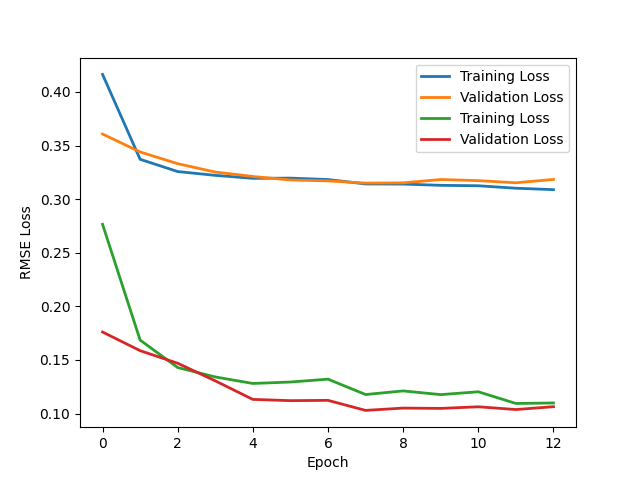 Training Loss
Validation Loss
Training Loss
Validation Loss
0.40
0.35
0.30
0.25
0.20
0.15
0.10
RMSE Loss
0 2 4 6 8 10 12
Epoch